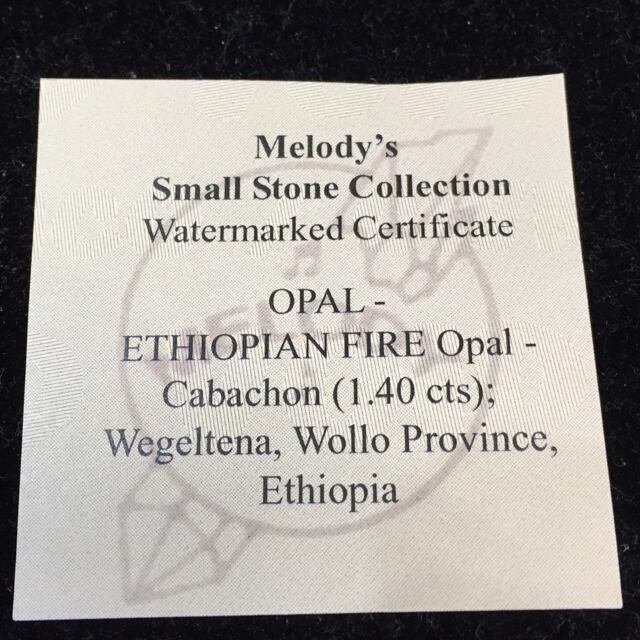 Melody's
Small Stone Collection
Watermarked Certificate
OPAL -
ETHIOPIAN FIRE Opal -
Cabachon (1.40 cts);
Wegeltena, Wollo Province,
Ethiopia